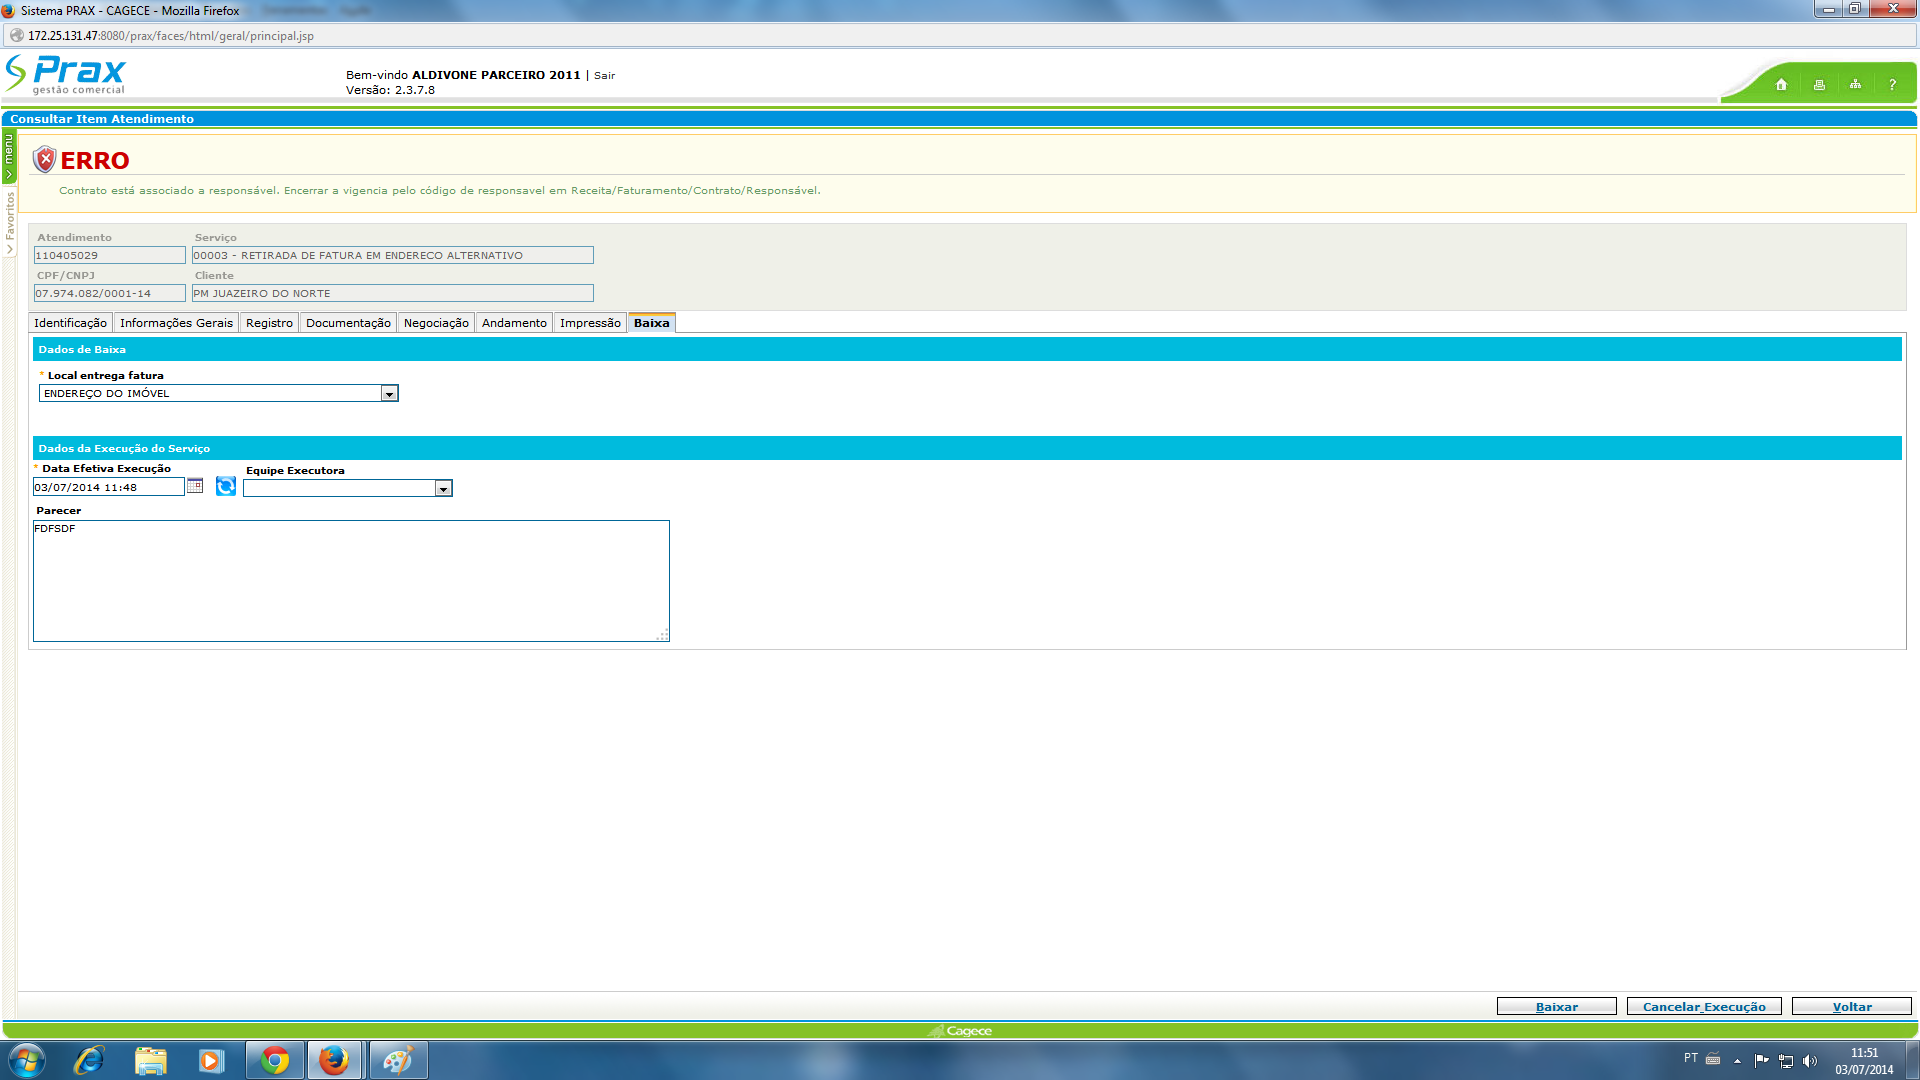 Sistema PRAX - CAGECE - Mozilla Firefox
172.25.131.47:8080/prax/faces/html/geral/principal.jsp
Prax
gestão comercial
Bem-vindo ALDIVONE PARCEIRO 2011 | Sair
Versão: 2.3.7.8
?
Consultar Item Atendimento
> menu
> Favoritos
ERRO
Contrato está associado a responsável. Encerrar a vigencia pelo código de responsavel em Receita/Faturamento/Contrato/Responsável.
Atendimento Serviço
110405029 00003 - RETIRADA DE FATURA EM ENDERECO ALTERNATIVO
CPF/CNPJ Cliente
07.974.082/0001-14 PM JUAZEIRO DO NORTE
Identificação Informações Gerais Registro Documentação Negociação Andamento Impressão Baixa
Dados de Baixa
* Local entrega fatura
ENDEREÇO DO IMÓVEL
Dados da Execução do Serviço
* Data Efetiva Execução Equipe Executora
03/07/2014 11:48
Parecer
FDFSDF
Baixar Cancelar Execução Voltar
Cagece
PT 11:51
03/07/2014